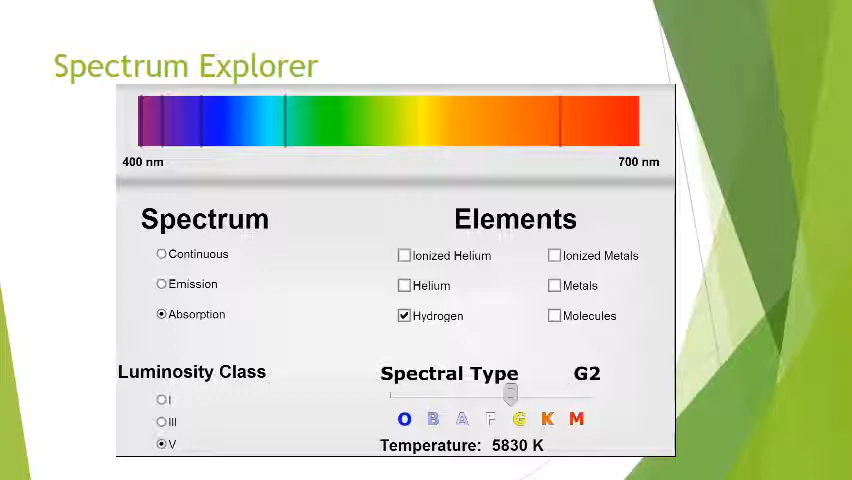 Spectrum Explorer
400 nm 700 nm
Spectrum Elements
Continuous Ionized Helium Ionized Metals
Emission Helium Metals
Absorption Hydrogen Molecules
Luminosity Class Spectral Type G2
I
III O B A F G K M
V Temperature: 5830 K